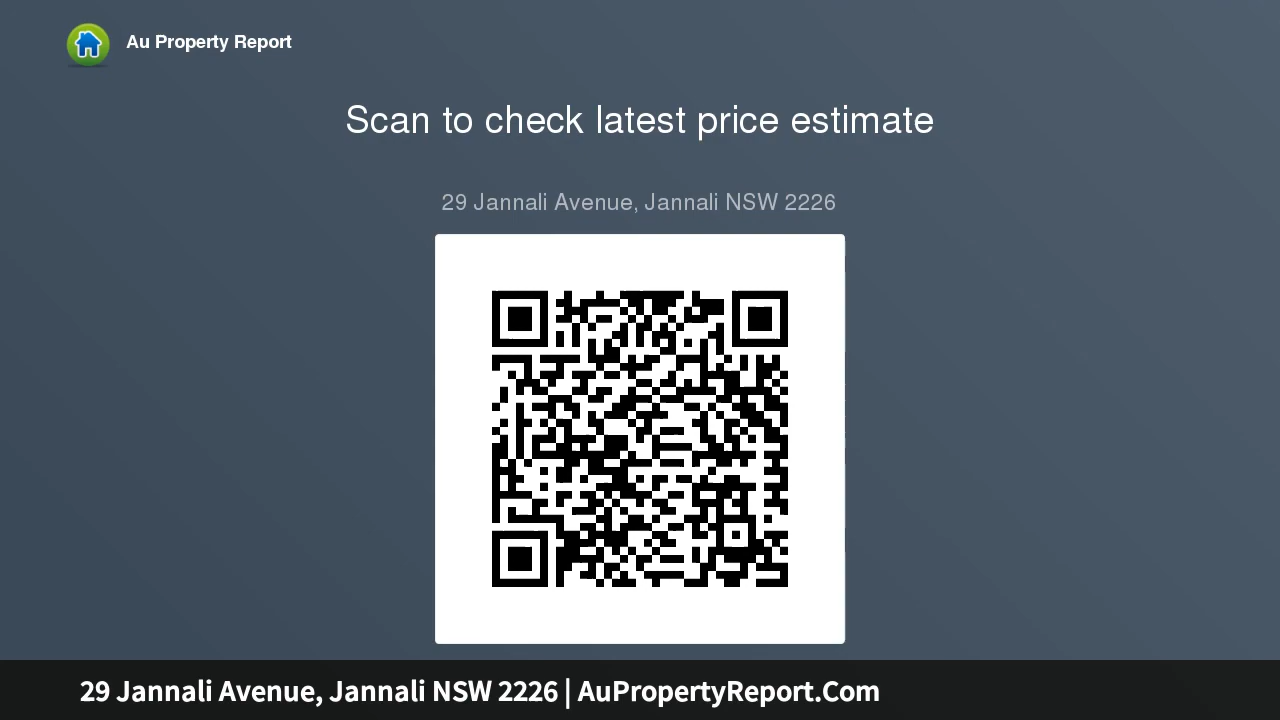 Au Property Report
Scan to check latest price estimate
29 Jannali Avenue, Jannali NSW 2226
29 Jannali Avenue, Jannali NSW 2226 | AuPropertyReport.Com